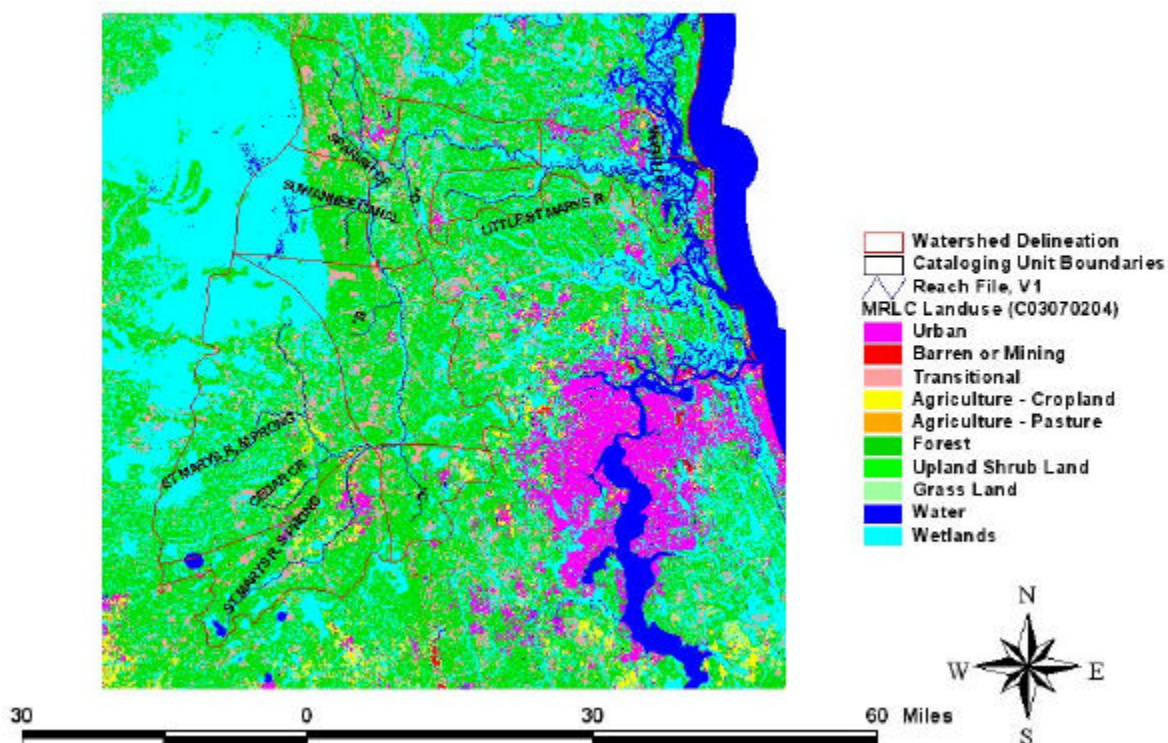 SPANISH CR
SUWANNEE CANAL
LITTLE ST MARYS R
ST MARYS R, N PRONG
CEDAR CR
ST MARYS R, S PRONG
Watershed Delineation
Cataloging Unit Boundaries
Reach File, V1
MRLC Landuse (C03070204)
Urban
Barren or Mining
Transitional
Agriculture - Cropland
Agriculture - Pasture
Forest
Upland Shrub Land
Grass Land
Water
Wetlands
N
W E
S
30 0 30 60 Miles